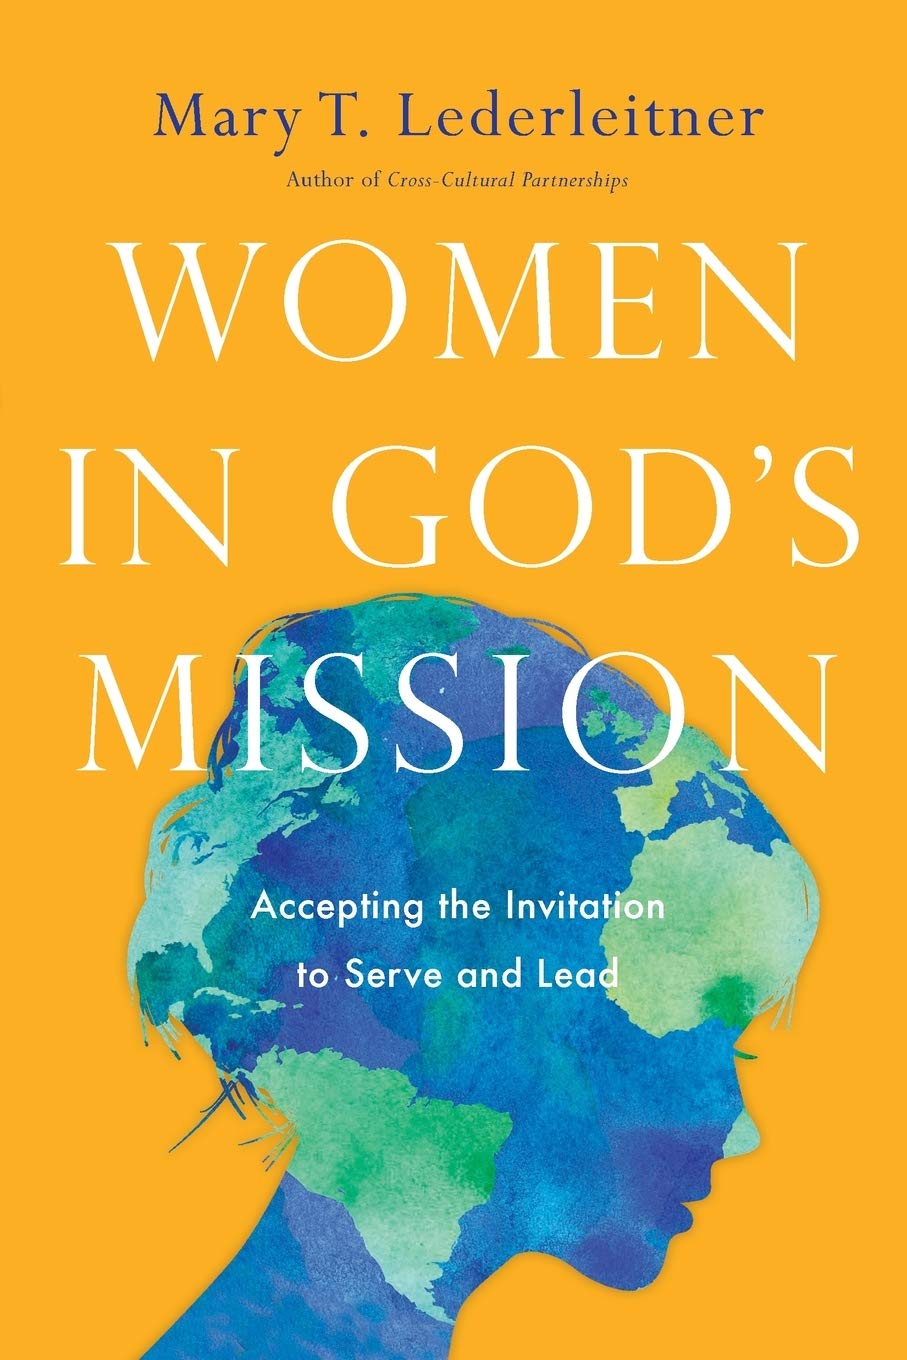 Mary T. Lederleitner
Author of Cross-Cultural Partnerships
WOMEN
IN GOD’S
MISSION
Accepting the Invitation
to Serve and Lead